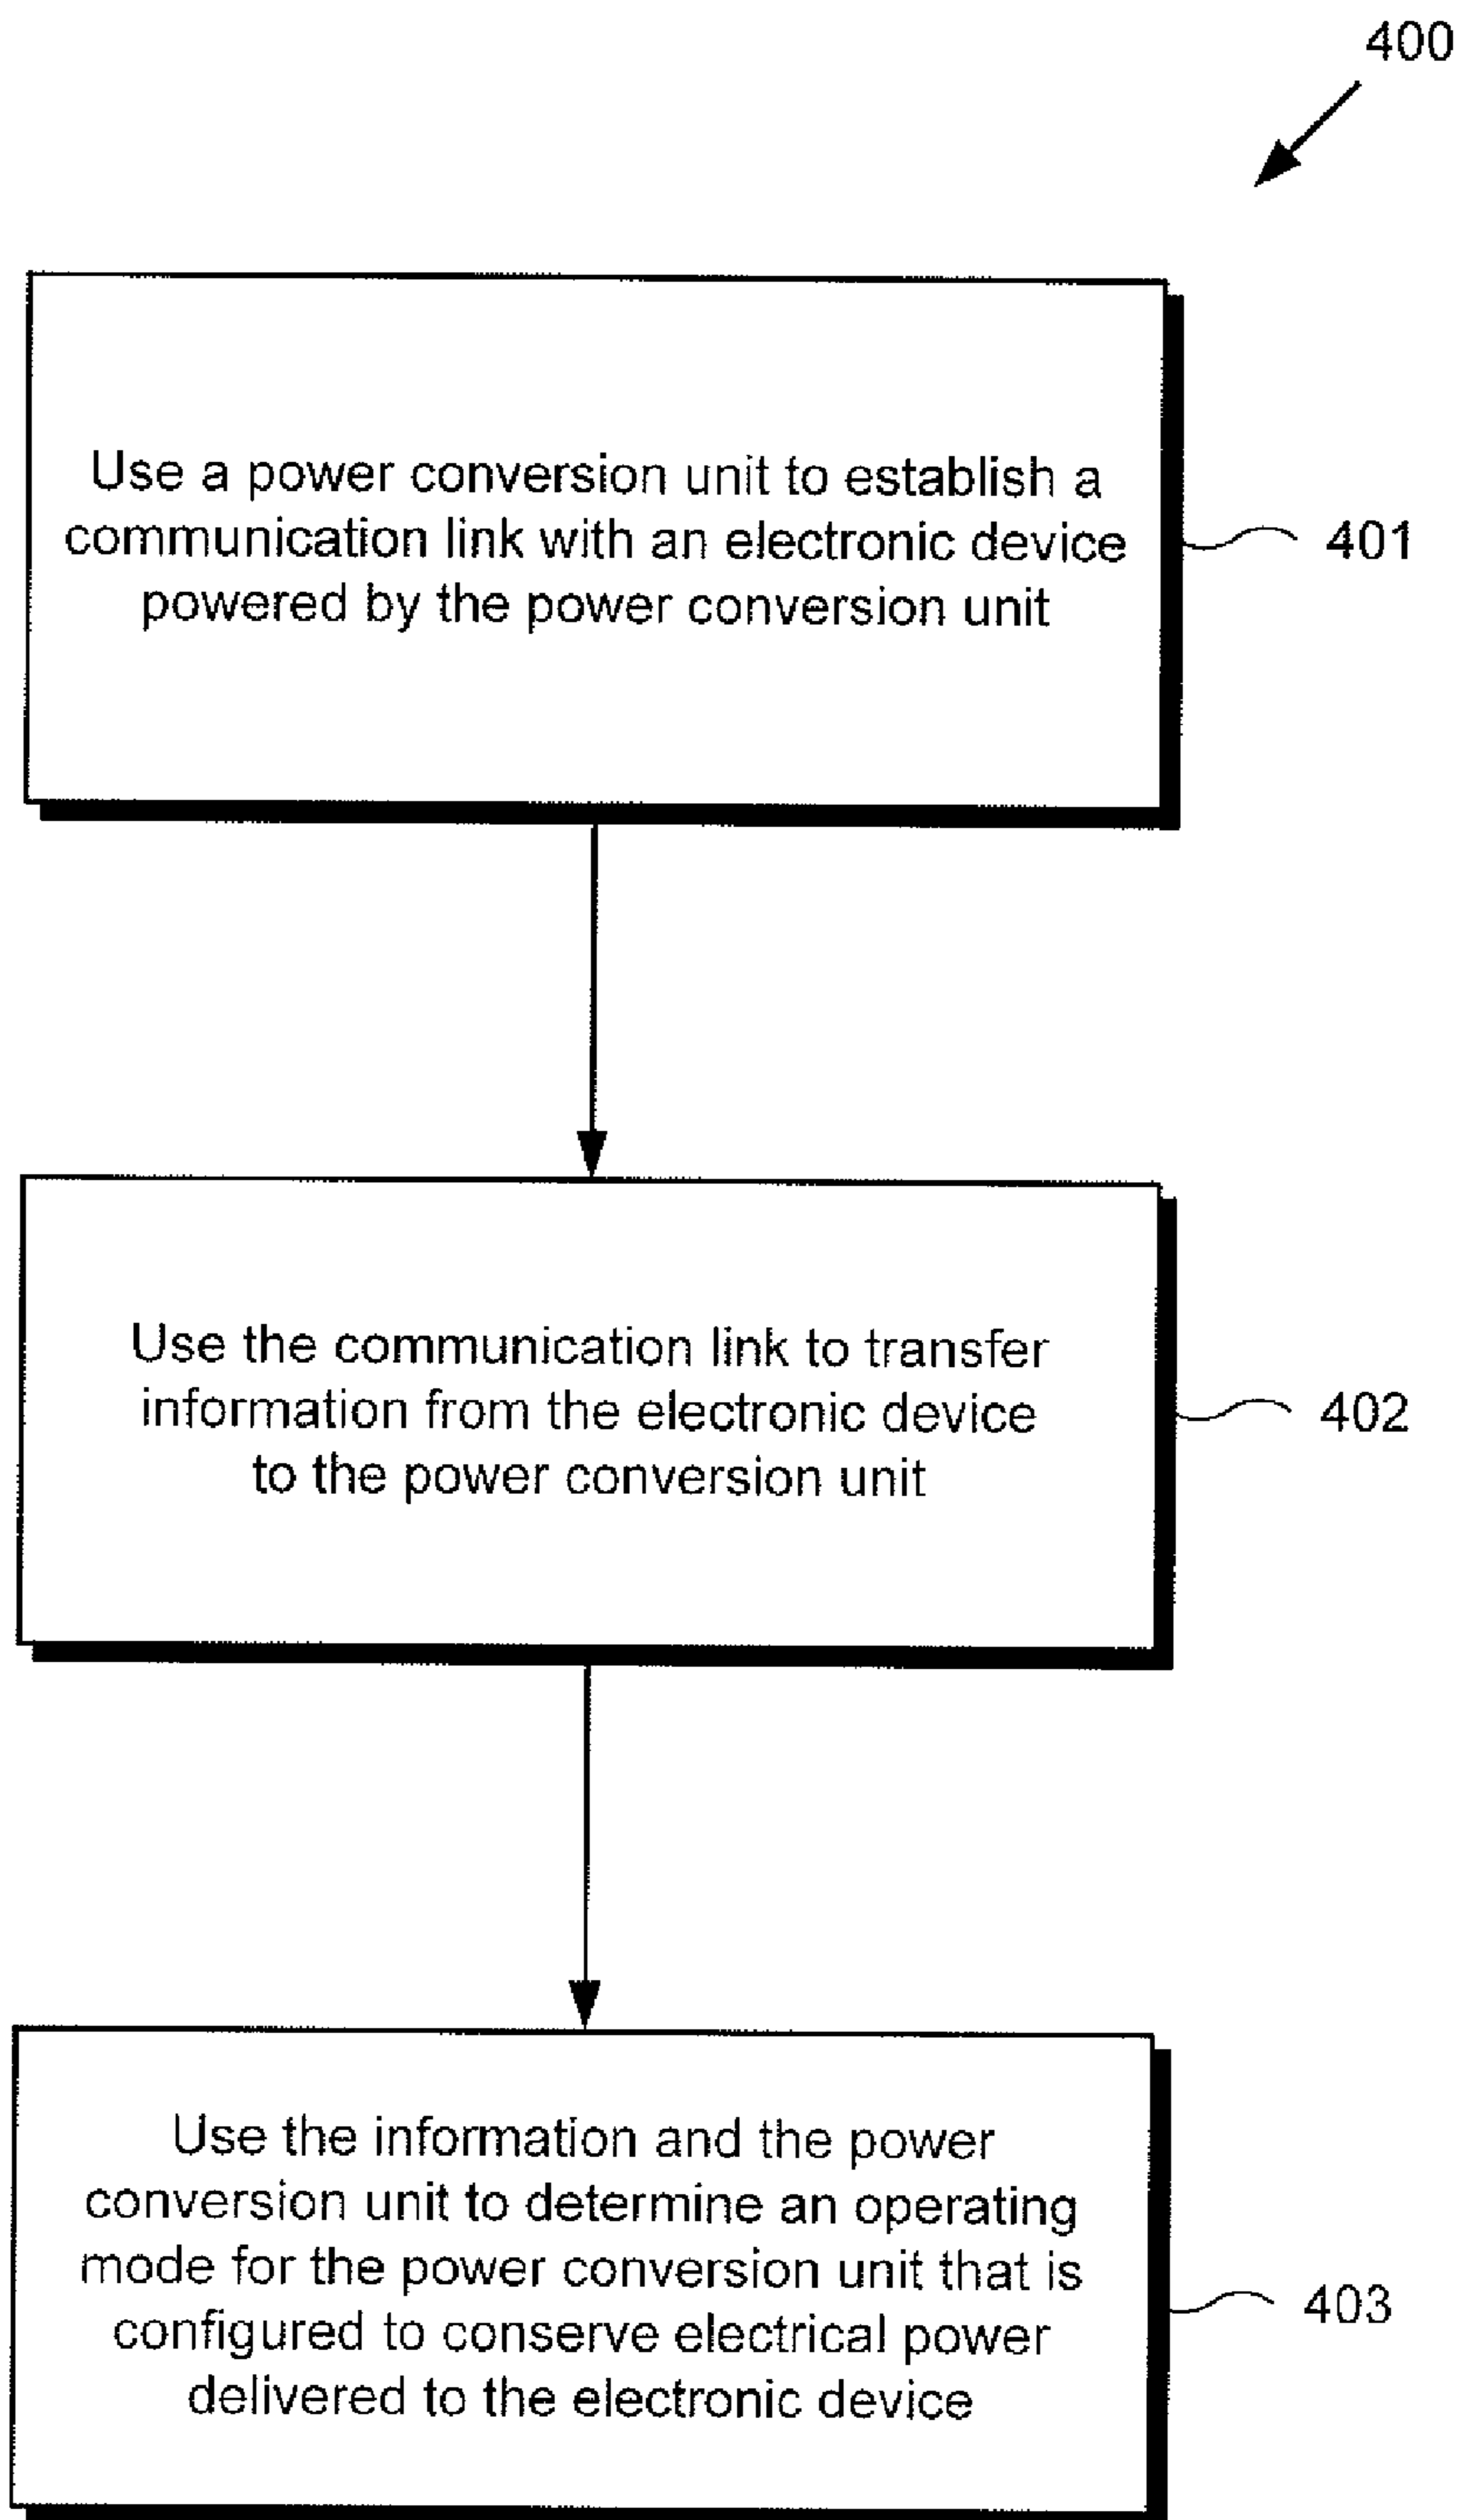 400
Use a power conversion unit to establish a
communication link with an electronic device
powered by the power conversion unit
401
Use the communication link to transfer
information from the electronic device
to the power conversion unit
402
Use the information and the power
conversion unit to determine an operating
mode for the power conversion unit that is
configured to conserve electrical power
delivered to the electronic device
403